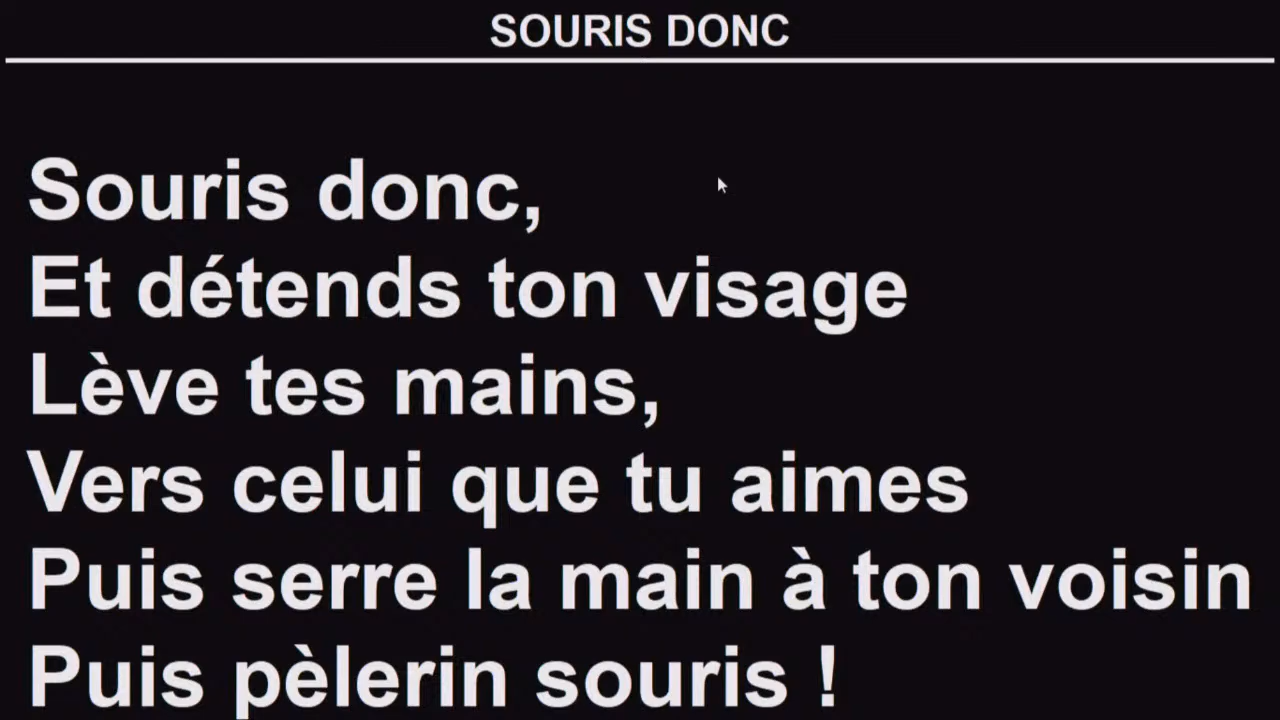 SOURIS DONC
Souris donc,
Et détends ton visage
Lève tes mains,
Vers celui que tu aimes
Puis serre la main à ton voisin
Puis pèlerin souris !